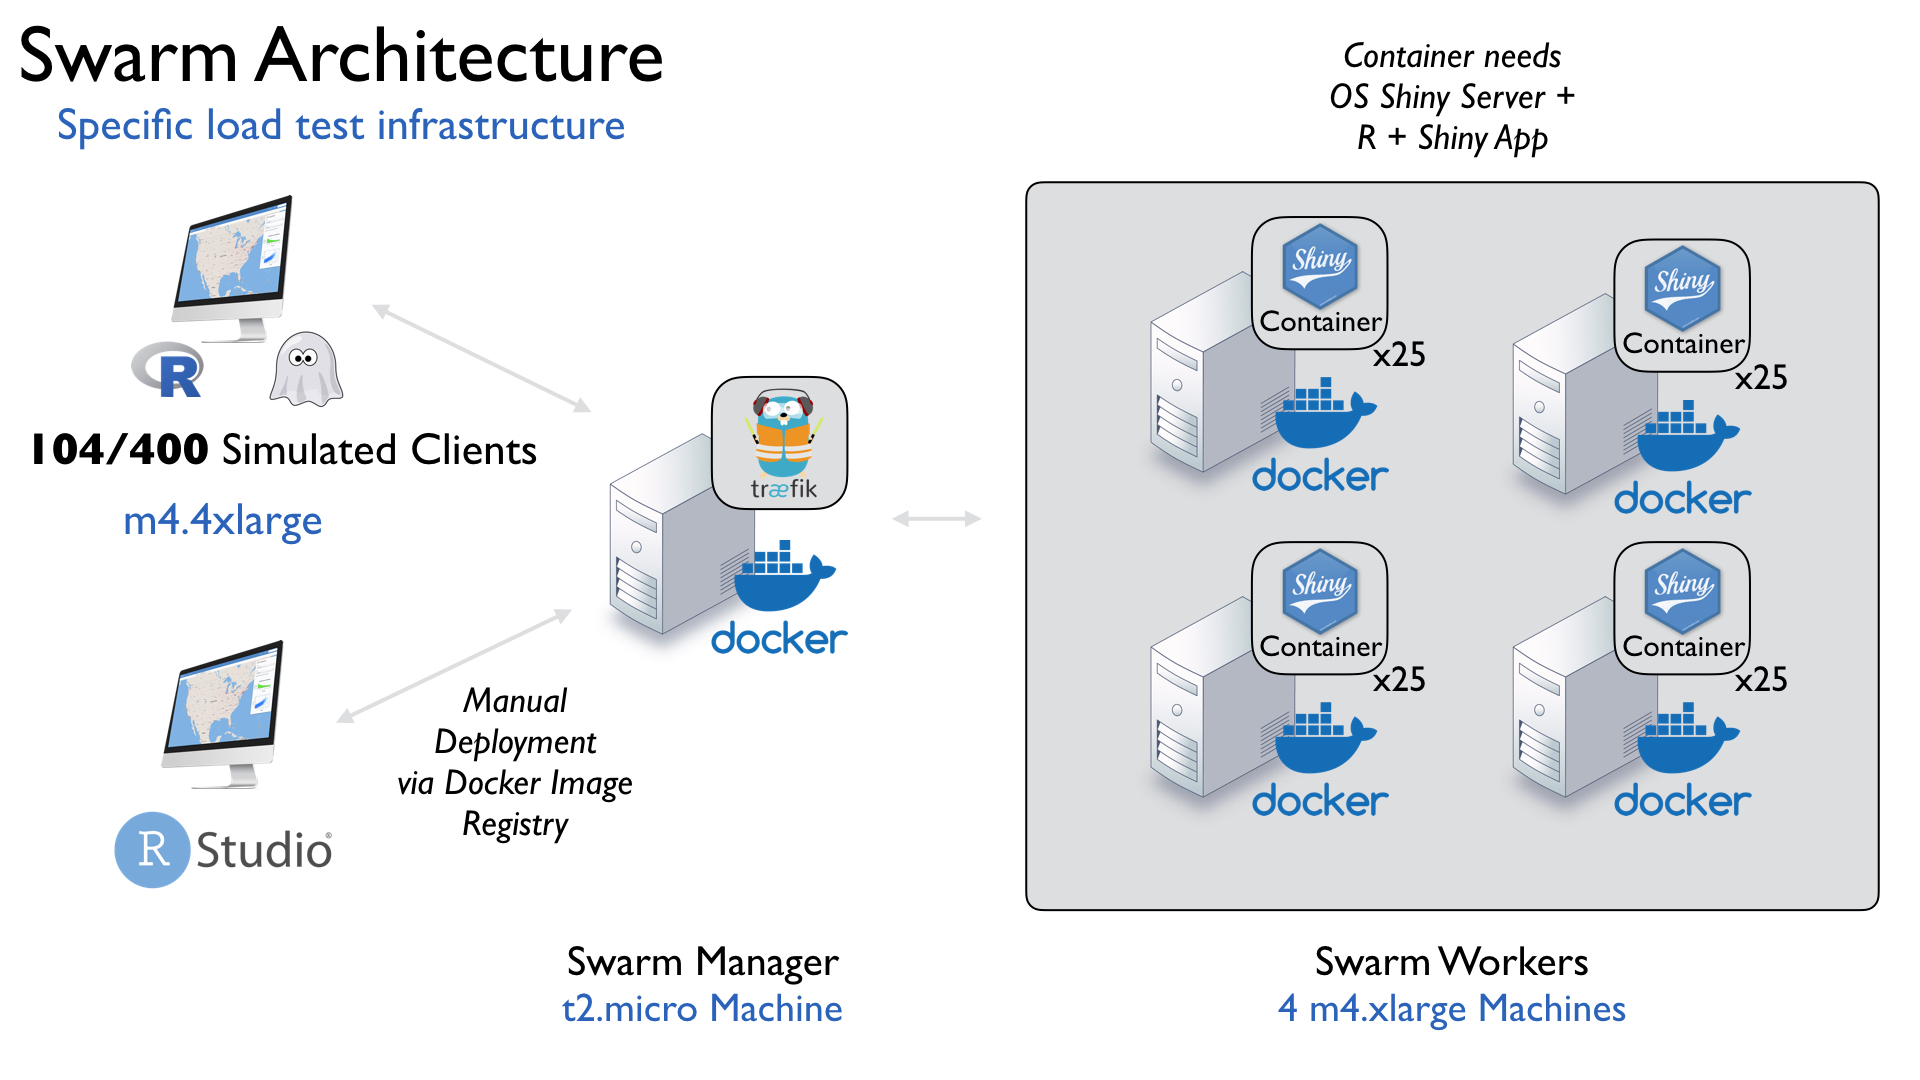 Swarm Architecture
Specific load test infrastructure
Container needs
OS Shiny Server +
R + Shiny App
R
104/400 Simulated Clients
m4.4xlarge
træfik
docker
Manual
Deployment
via Docker Image
Registry
R Studio®
Shiny
Container
x25
docker
Shiny
Container
x25
docker
Shiny
Container
x25
docker
Shiny
Container
x25
docker
Swarm Manager
t2.micro Machine
Swarm Workers
4 m4.xlarge Machines